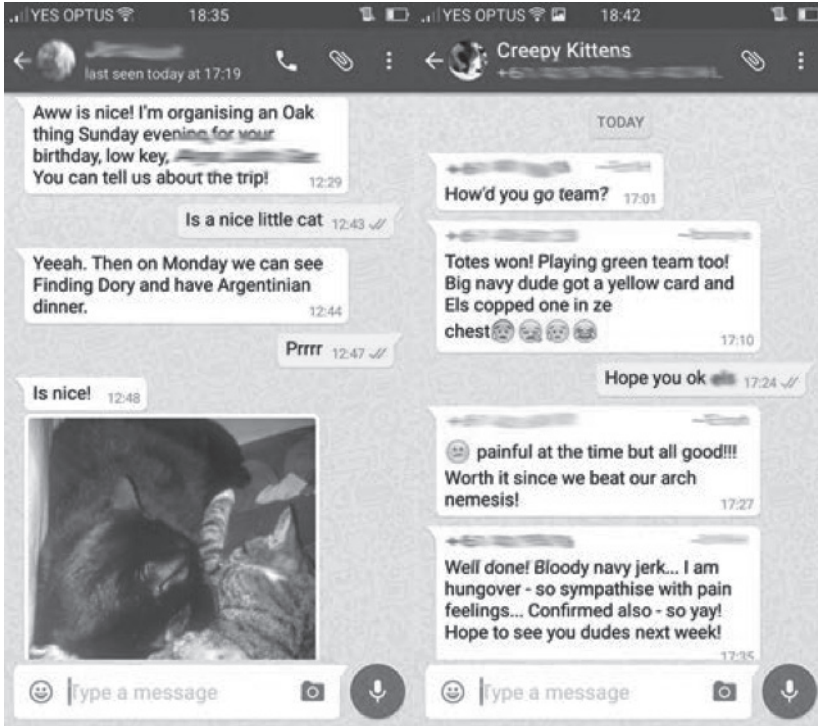 YES OPTUS 18:35
last seen today at 17:19
Aww is nice! I'm organising an Oak
thing Sunday evening for your
birthday, low key,
You can tell us about the trip!
12:29
Is a nice little cat 12:43
Yeeah. Then on Monday we can see
Finding Dory and have Argentinian
dinner.
12:44
Prrrr 12:47
Is nice! 12:48
Type a message
YES OPTUS 18:42
Creepy Kittens
TODAY
How'd you go team? 17:01
Totes won! Playing green team too!
Big navy dude got a yellow card and
Els copped one in ze
chest
17:10
Hope you ok els 17:24
painful at the time but all good!!!
Worth it since we beat our arch
nemesis!
17:27
Well done! Bloody navy jerk... I am
hungover - so sympathise with pain
feelings... Confirmed also - so yay!
Hope to see you dudes next week!
17:35
Type a message